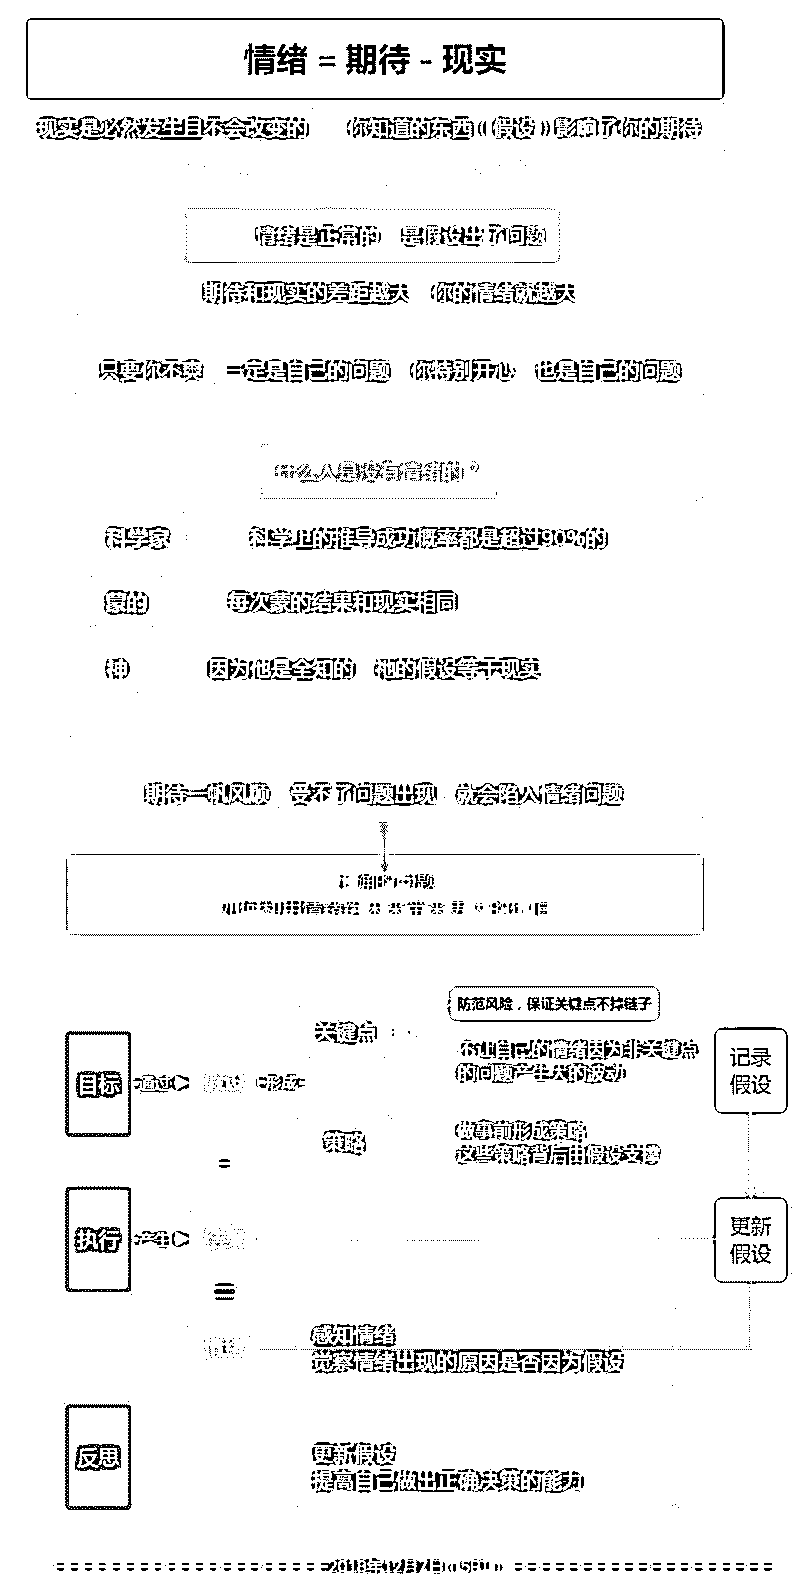 情绪 = 期待 - 现实
现实是必然发生且不会改变的 你知道的东西（假设）影响了你的期待
情绪是正常的 是假设出了问题
期待和现实的差距越大 你的情绪就越大
只要你不爽 一定是自己的问题 你特别开心 也是自己的问题
什么人是没有情绪的？
科学家 科学上的推导成功概率都是超过90%的
蒙的 每次蒙的结果和现实相同
神 因为他是全知的 他的假设等于现实
期待一帆风顺 受不了问题出现 就会陷入情绪问题
防范风险，保证关键点不掉链子
关键点
不让自己的情绪因为非关键点
的问题产生大的波动
记录
假设
目标 通过 假设 形成
策略
做事前形成策略
这些策略背后由假设支撑
执行 产生
更新
假设
感知情绪
觉察情绪出现的原因是否因为假设
反思
更新假设
提高自己做出正确决策的能力